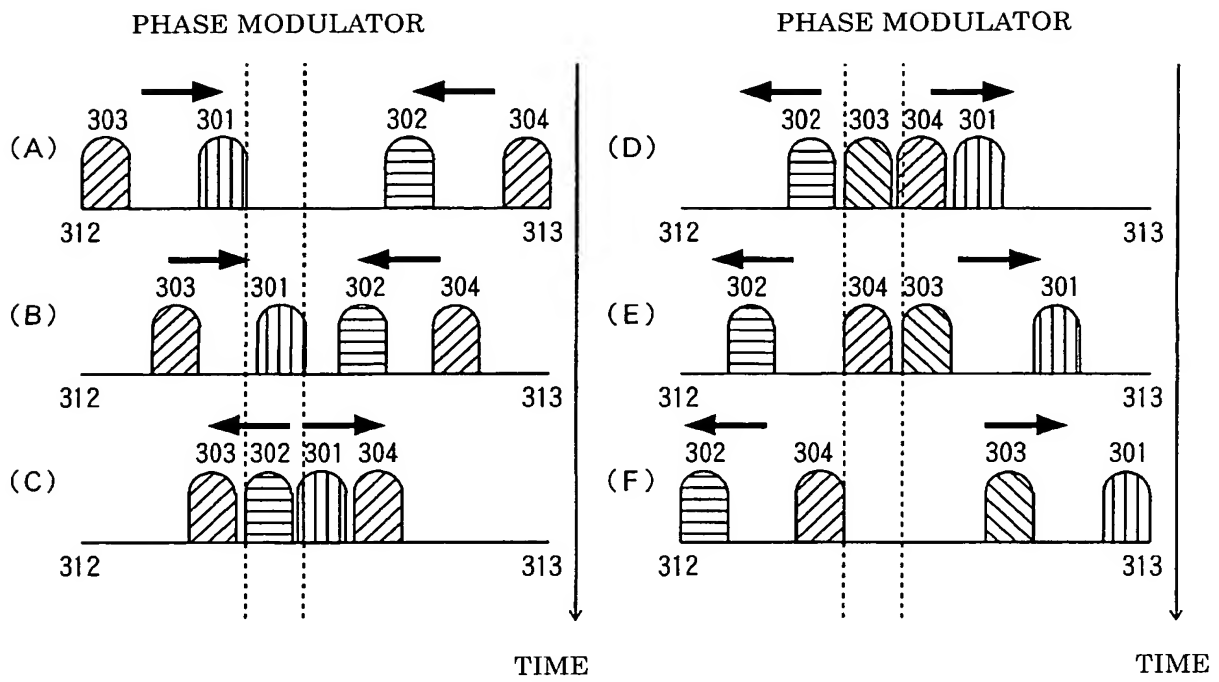 PHASE MODULATOR
303 301 302 304
(A)
312 313
303 301 302 304
(B)
312 313
303 302 301 304
(C)
312 313
TIME
PHASE MODULATOR
302 303 304 301
(D)
312 313
302 304 303 301
(E)
312 313
302 304 303 301
(F)
312 313
TIME